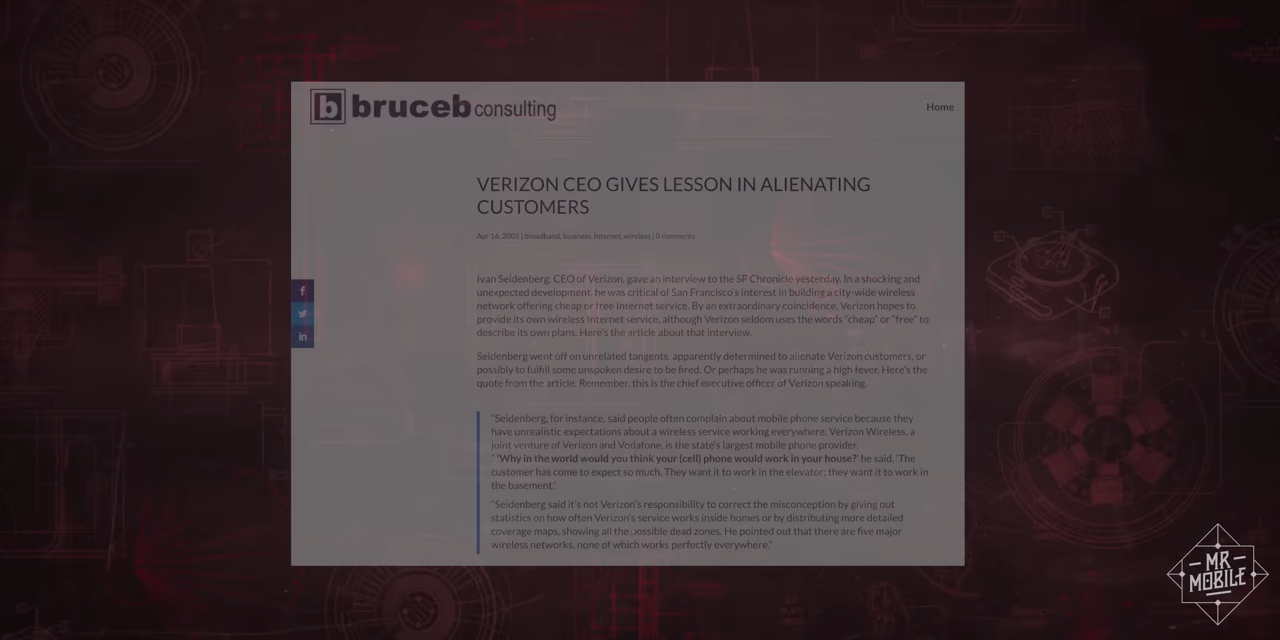 b brucebconsulting
Home
VERIZON CEO GIVES LESSON IN ALIENATING
CUSTOMERS
Apr 16, 2005 | broadband, business, Internet, wireless | 0 comments
Ivan Seidenberg, CEO of Verizon, gave an interview to the SF Chronicle yesterday. In a shocking and
unexpected development, he was critical of San Francisco's interest in building a city-wide wireless
network offering cheap or free Internet service. By an extraordinary coincidence, Verizon hopes to
provide its own wireless Internet service, although Verizon seldom uses the words "cheap" or "free" to
describe its own plans. Here's the article about that interview.
f
in
Seidenberg went off on unrelated tangents, apparently determined to alienate Verizon customers, or
possibly to fulfill some unspoken desire to be fired. Or perhaps he was running a high fever. Here's the
quote from the article. Remember, this is the chief executive officer of Verizon speaking.
"Seidenberg, for instance, said people often complain about mobile phone service because they
have unrealistic expectations about a wireless service working everywhere. Verizon Wireless, a
joint venture of Verizon and Vodafone, is the state's largest mobile phone provider.
" 'Why in the world would you think your (cell) phone would work in your house?' he said. 'The
customer has come to expect so much. They want it to work in the elevator; they want it to work in
the basement.'
"Seidenberg said it's not Verizon's responsibility to correct the misconception by giving out
statistics on how often Verizon's service works inside homes or by distributing more detailed
coverage maps, showing all the possible dead zones. He pointed out that there are five major
wireless networks, none of which works perfectly everywhere."
MR
MOBILE